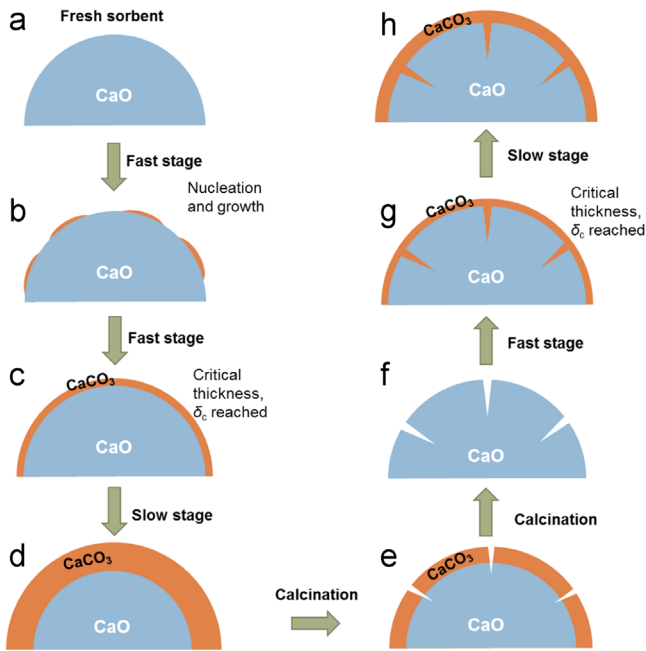 a
Fresh sorbent
CaO
Fast stage
Nucleation
and growth
b
CaO
Fast stage
c
CaCO₃
Critical
thickness,
δc reached
CaO
Slow stage
d
CaCO₃
CaO
Calcination
e
CaCO₃
CaO
Calcination
f
CaO
Fast stage
g
CaCO₃
Critical
thickness,
δc reached
CaO
Slow stage
h
CaCO₃
CaO